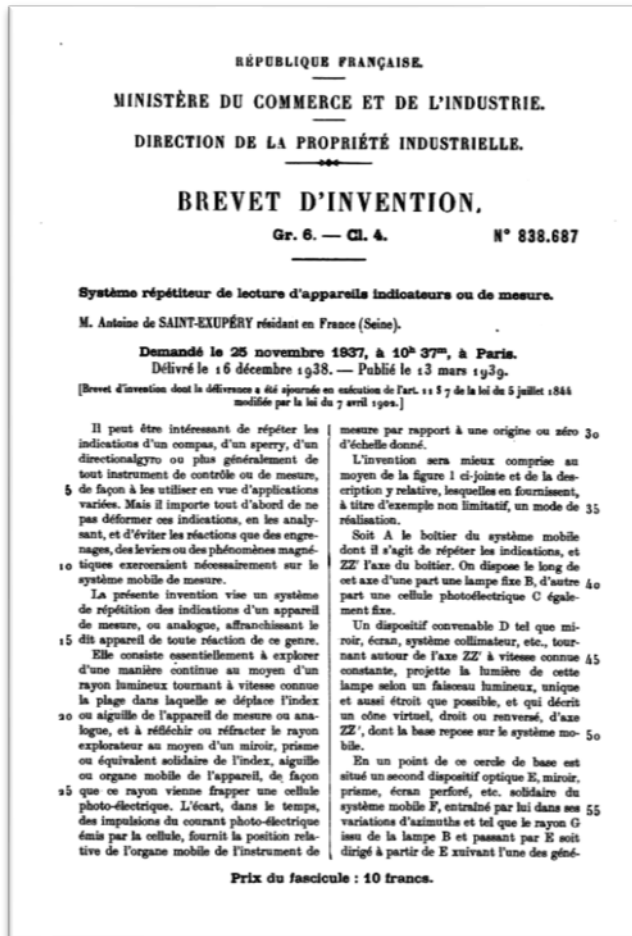 RÉPUBLIQUE FRANÇAISE.
MINISTÈRE DU COMMERCE ET DE L'INDUSTRIE.
DIRECTION DE LA PROPRIÉTÉ INDUSTRIELLE.
BREVET D'INVENTION.
Gr. 6. — Cl. 4.
N° 838.687
Système répétiteur de lecture d'appareils indicateurs ou de mesure.
M. Antoine de SAINT-EXUPÉRY résidant en France (Seine).
Demandé le 25 novembre 1937, à 10h 37m, à Paris.
Délivré le 16 décembre 1938. — Publié le 13 mars 1939.
[Brevet d'invention dont la délivrance a été ajournée en exécution de l'art. 11 § 7 de la loi du 5 juillet 1844
modifiée par la loi du 7 avril 1902.]
Il peut être intéressant de répéter les
indications d'un compas, d'un sperry, d'un
directionalgyro ou plus généralement de
tout instrument de contrôle ou de mesure,
5 de façon à les utiliser en vue d'applications
variées. Mais il importe tout d'abord de ne
pas déformer ces indications, en les analy-
sant, et d'éviter les réactions que des engre-
nages, des leviers ou des phénomènes magné-
10 tiques exerceraient nécessairement sur le
système mobile de mesure.
La présente invention vise un système
de répétition des indications d'un appareil
de mesure, ou analogue, affranchissant le
15 dit appareil de toute réaction de ce genre.
Elle consiste essentiellement à explorer
d'une manière continue au moyen d'un
rayon lumineux tournant à vitesse connue
la plage dans laquelle se déplace l'index
20 ou aiguille de l'appareil de mesure ou ana-
logue, et à réfléchir ou réfracter le rayon
explorateur au moyen d'un miroir, prisme
ou équivalent solidaire de l'index, aiguille
ou organe mobile de l'appareil, de façon
25 que ce rayon vienne frapper une cellule
photo-électrique. L'écart, dans le temps,
des impulsions du courant photo-électrique
émis par la cellule, fournit la position rela-
tive de l'organe mobile de l'instrument de
mesure par rapport à une origine ou zéro 30
d'échelle donné.
L'invention sera mieux comprise au
moyen de la figure 1 ci-jointe et de la des-
cription y relative, lesquelles en fournissent,
à titre d'exemple non limitatif, un mode de 35
réalisation.
Soit A le boîtier du système mobile
dont il s'agit de répéter les indications, et
ZZ' l'axe du boîtier. On dispose le long de
cet axe d'une part une lampe fixe B, d'autre 40
part une cellule photoélectrique C égale-
ment fixe.
Un dispositif convenable D tel que mi-
roir, écran, système collimateur, etc., tour-
nant autour de l'axe ZZ' à vitesse connue 45
constante, projette la lumière de cette
lampe selon un faisceau lumineux, unique
et aussi étroit que possible, et qui décrit
un cône virtuel, droit ou renversé, d'axe
ZZ', dont la base repose sur le système mo- 50
bile.
En un point de ce cercle de base est
situé un second dispositif optique E, miroir,
prisme, écran perforé, etc. solidaire du
système mobile F, entraîné par lui dans ses 55
variations d'azimuths et tel que le rayon G
issu de la lampe B et passant par E soit
dirigé à partir de E xuivant l'une des géné-
Prix du fascicule : 10 francs.